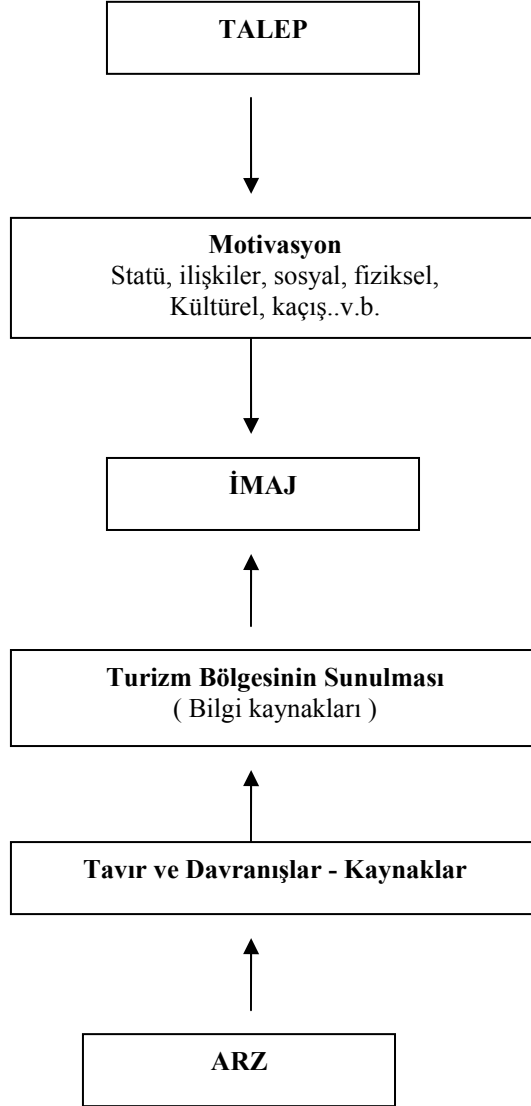 TALEP
Motivasyon
Statü, ilişkiler, sosyal, fiziksel,
Kültürel, kaçış..v.b.
İMAJ
Turizm Bölgesinin Sunulması
( Bilgi kaynakları )
Tavır ve Davranışlar - Kaynaklar
ARZ